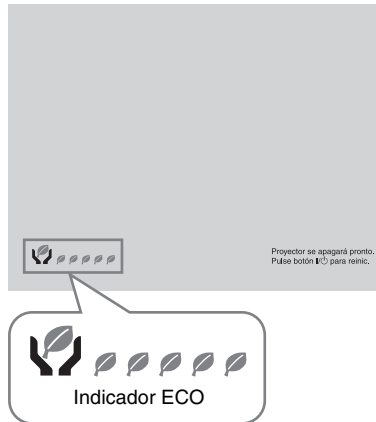 Proyector se apagará pronto.
Pulse botón I/⏻ para reinic.
Indicador ECO